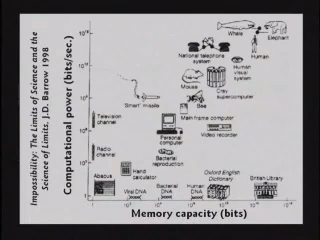 Impossibility: The Limits of Science and the
Science of Limits. J.D. Barrow 1998
Computational power (bits/sec.)
Whale
Elephant
National telephone
system
Human
Human
visual
system
Mouse
Cray
supercomputer
'Smart' missile
Bee
Television
channel
Main frame computer
Personal
computer
Video recorder
Radio
channel
Bacterial
reproduction
Hand
calculator
Abacus
Oxford English
Dictionary
British Library
Viral DNA
Bacterial
DNA
Human
DNA
1
Memory capacity (bits)